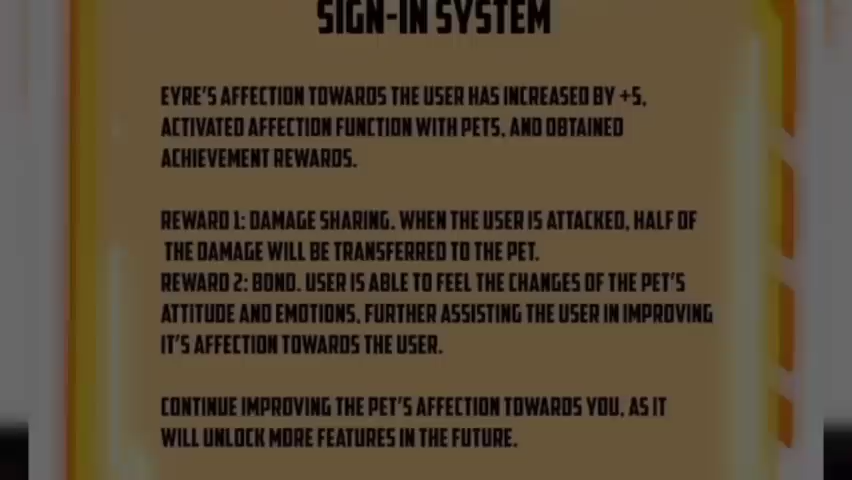 SIGN-IN SYSTEM
EYRE'S AFFECTION TOWARDS THE USER HAS INCREASED BY +5,
ACTIVATED AFFECTION FUNCTION WITH PETS, AND OBTAINED
ACHIEVEMENT REWARDS.
REWARD 1: DAMAGE SHARING. WHEN THE USER IS ATTACKED, HALF OF
THE DAMAGE WILL BE TRANSFERRED TO THE PET.
REWARD 2: BOND. USER IS ABLE TO FEEL THE CHANGES OF THE PET'S
ATTITUDE AND EMOTIONS, FURTHER ASSISTING THE USER IN IMPROVING
IT'S AFFECTION TOWARDS THE USER.
CONTINUE IMPROVING THE PET'S AFFECTION TOWARDS YOU, AS IT
WILL UNLOCK MORE FEATURES IN THE FUTURE.